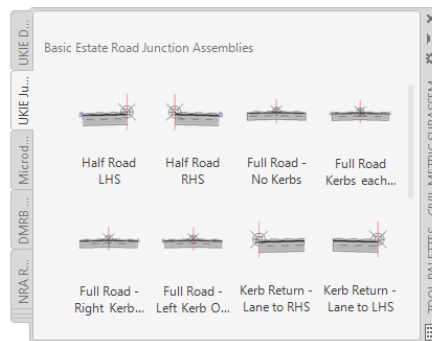 UKIE D...
UKIE Ju...
Microd...
DMRB ...
NRA R...
Basic Estate Road Junction Assemblies
Half Road
LHS
Half Road
RHS
Full Road -
No Kerbs
Full Road
Kerbs each...
Full Road -
Right Kerb...
Full Road -
Left Kerb O...
Kerb Return -
Lane to RHS
Kerb Return -
Lane to LHS
TOOL PALETTES - CIVIL METRIC SUBASSEM